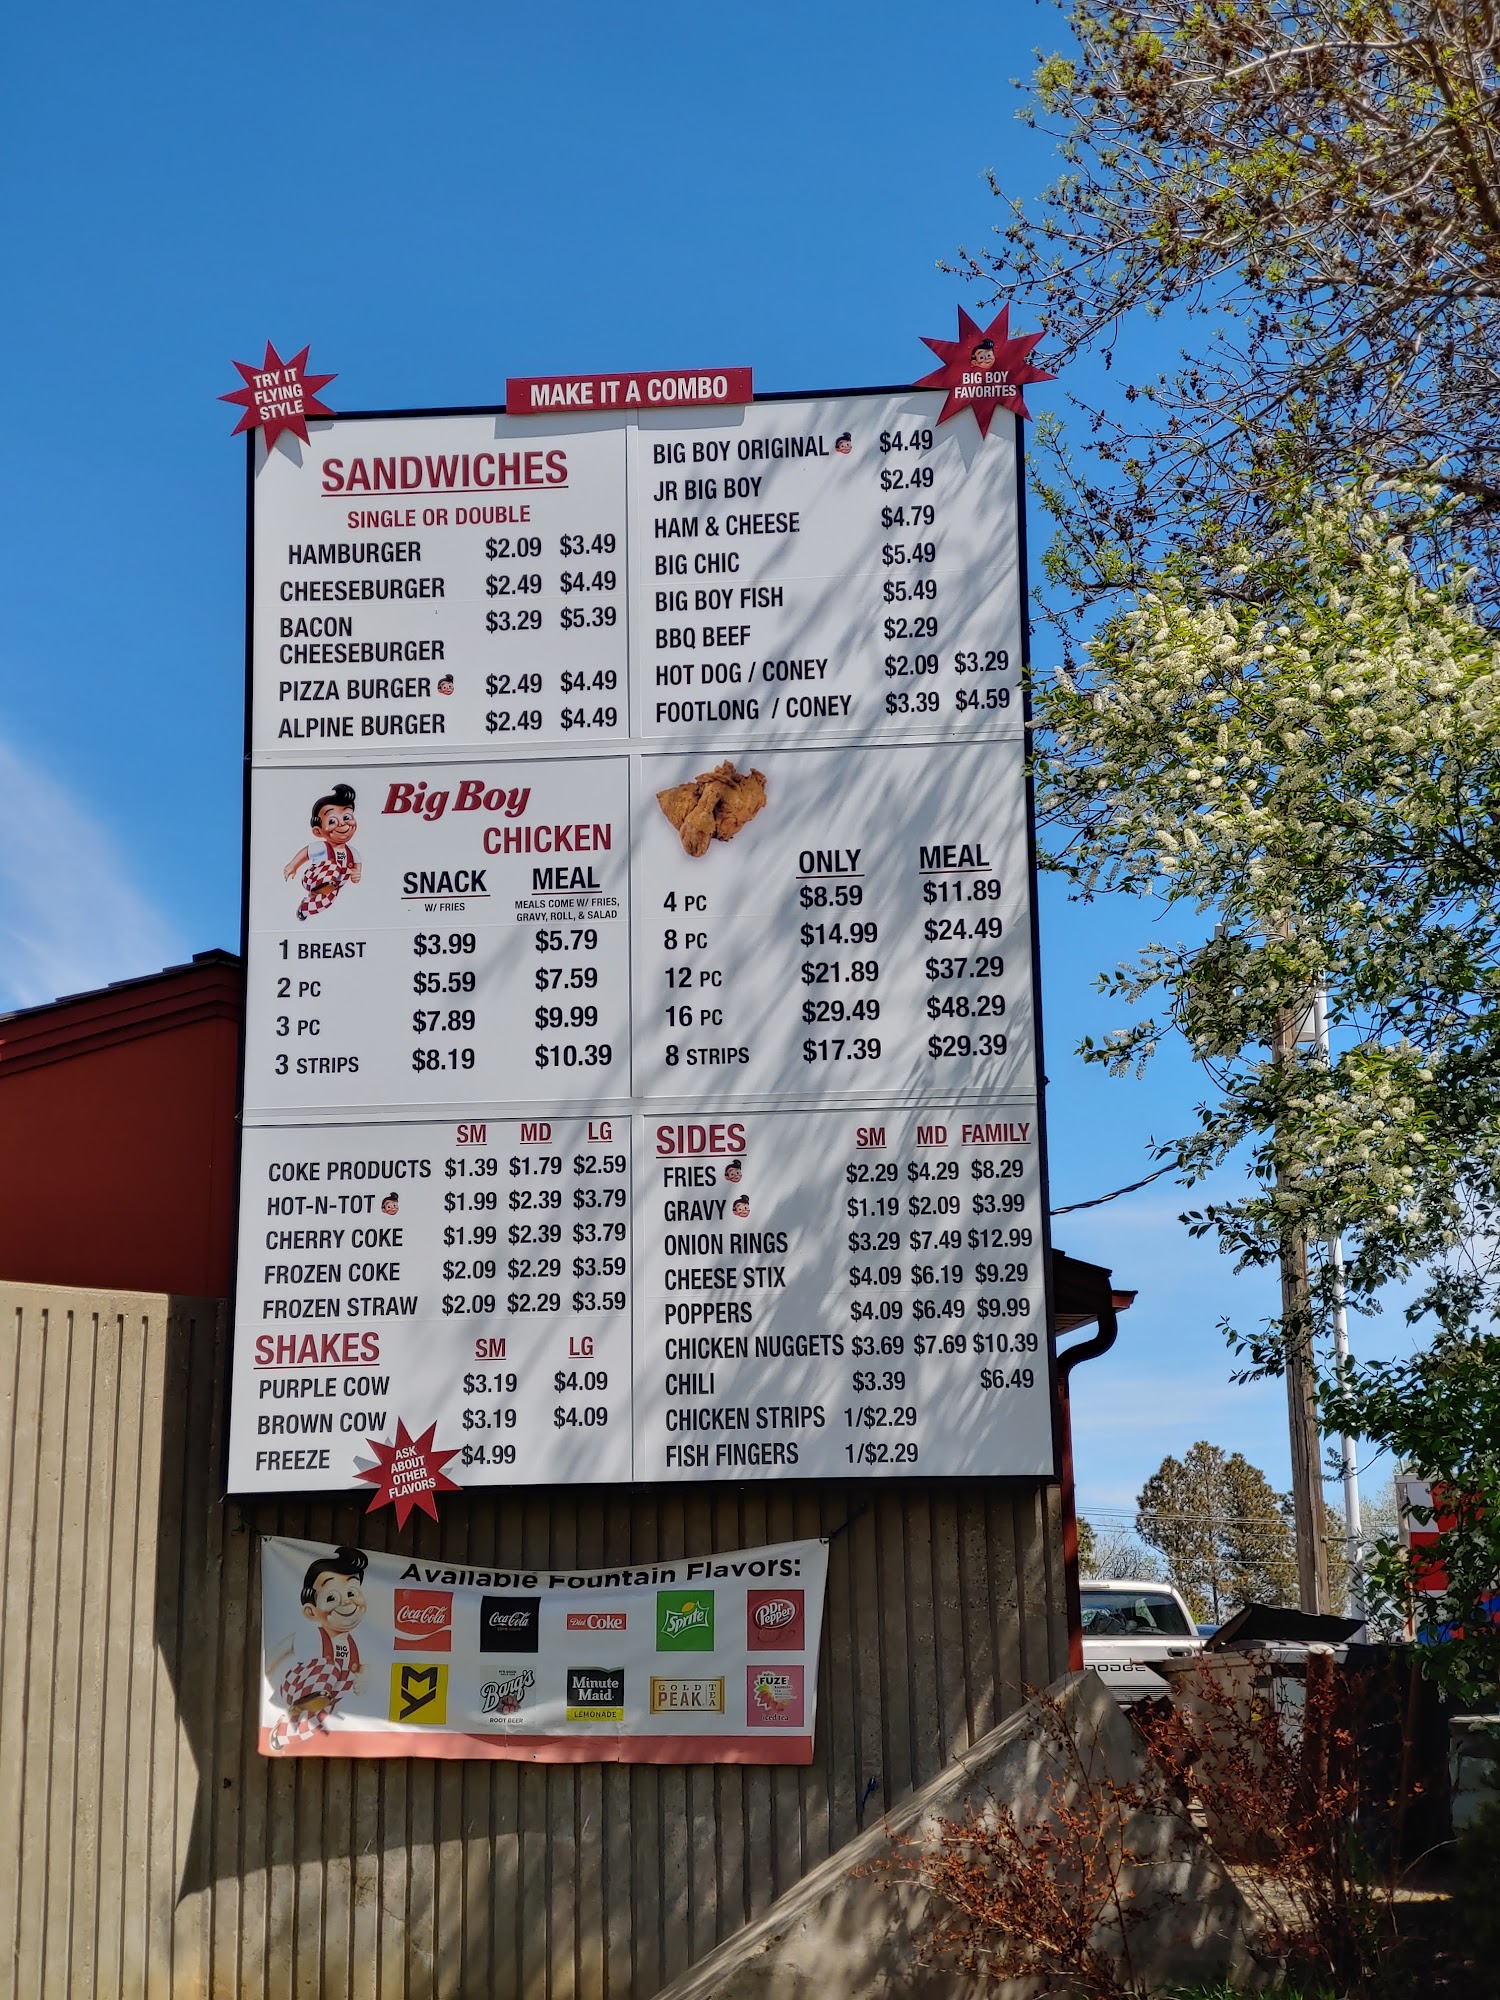 TRY IT
FLYING
STYLE
MAKE IT A COMBO
BIG BOY
FAVORITES
SANDWICHES
SINGLE OR DOUBLE
HAMBURGER $2.09 $3.49
CHEESEBURGER $2.49 $4.49
BACON $3.29 $5.39
CHEESEBURGER
PIZZA BURGER $2.49 $4.49
ALPINE BURGER $2.49 $4.49
BIG BOY ORIGINAL $4.49
JR BIG BOY $2.49
HAM & CHEESE $4.79
BIG CHIC $5.49
BIG BOY FISH $5.49
BBQ BEEF $2.29
HOT DOG / CONEY $2.09 $3.29
FOOTLONG / CONEY $3.39 $4.59
BIG
BOY
Big Boy
CHICKEN
SNACK MEAL
W/ FRIES MEALS COME W/ FRIES,
GRAVY, ROLL, & SALAD
1 BREAST $3.99 $5.79
2 PC $5.59 $7.59
3 PC $7.89 $9.99
3 STRIPS $8.19 $10.39
ONLY MEAL
4 PC $8.59 $11.89
8 PC $14.99 $24.49
12 PC $21.89 $37.29
16 PC $29.49 $48.29
8 STRIPS $17.39 $29.39
SM MD LG
COKE PRODUCTS $1.39 $1.79 $2.59
HOT-N-TOT $1.99 $2.39 $3.79
CHERRY COKE $1.99 $2.39 $3.79
FROZEN COKE $2.09 $2.29 $3.59
FROZEN STRAW $2.09 $2.29 $3.59
SHAKES SM LG
PURPLE COW $3.19 $4.09
BROWN COW $3.19 $4.09
FREEZE $4.99
ASK
ABOUT
OTHER
FLAVORS
SIDES SM MD FAMILY
FRIES $2.29 $4.29 $8.29
GRAVY $1.19 $2.09 $3.99
ONION RINGS $3.29 $7.49 $12.99
CHEESE STIX $4.09 $6.19 $9.29
POPPERS $4.09 $6.49 $9.99
CHICKEN NUGGETS $3.69 $7.69 $10.39
CHILI $3.39 $6.49
CHICKEN STRIPS 1/$2.29
FISH FINGERS 1/$2.29
Available Fountain Flavors:
BIG
BOY
Coca-Cola
Coca-Cola
Diet Coke
Sprite
Dr Pepper
MY
Barq's
ROOT BEER
Minute
Maid
LEMONADE
GOLD
PEAK
TEA
FUZE
iced tea
DODGE